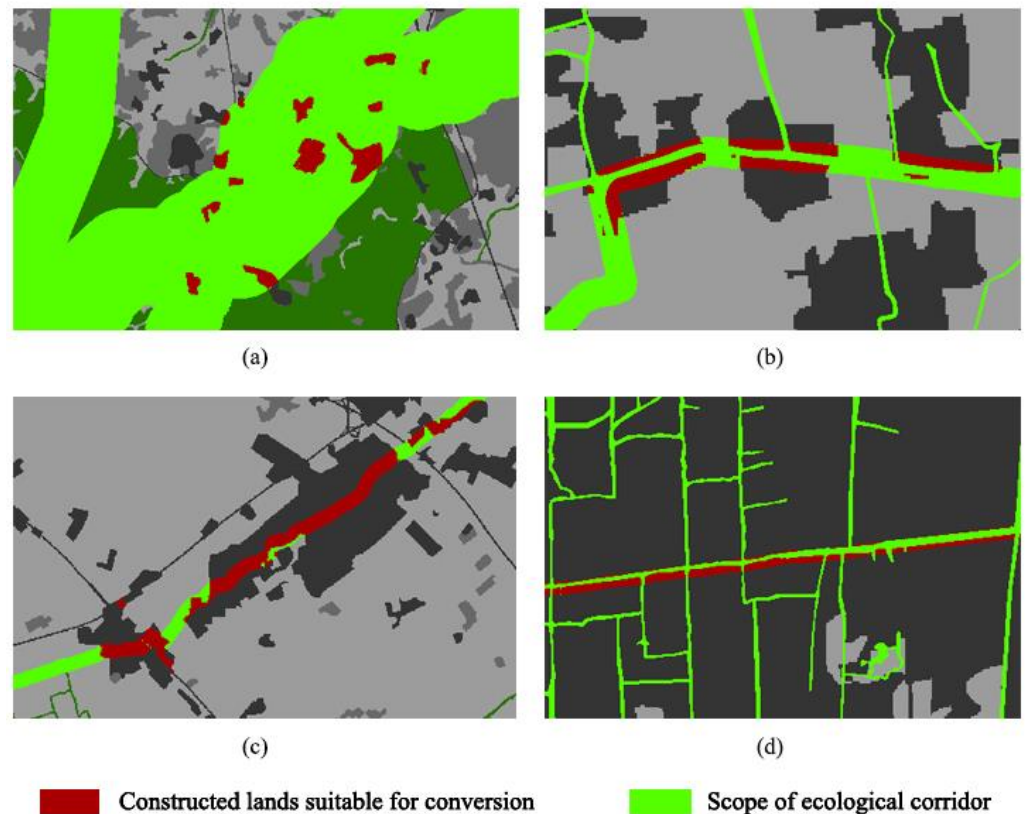 (a)
(b)
(c)
(d)
Constructed lands suitable for conversion
Scope of ecological corridor